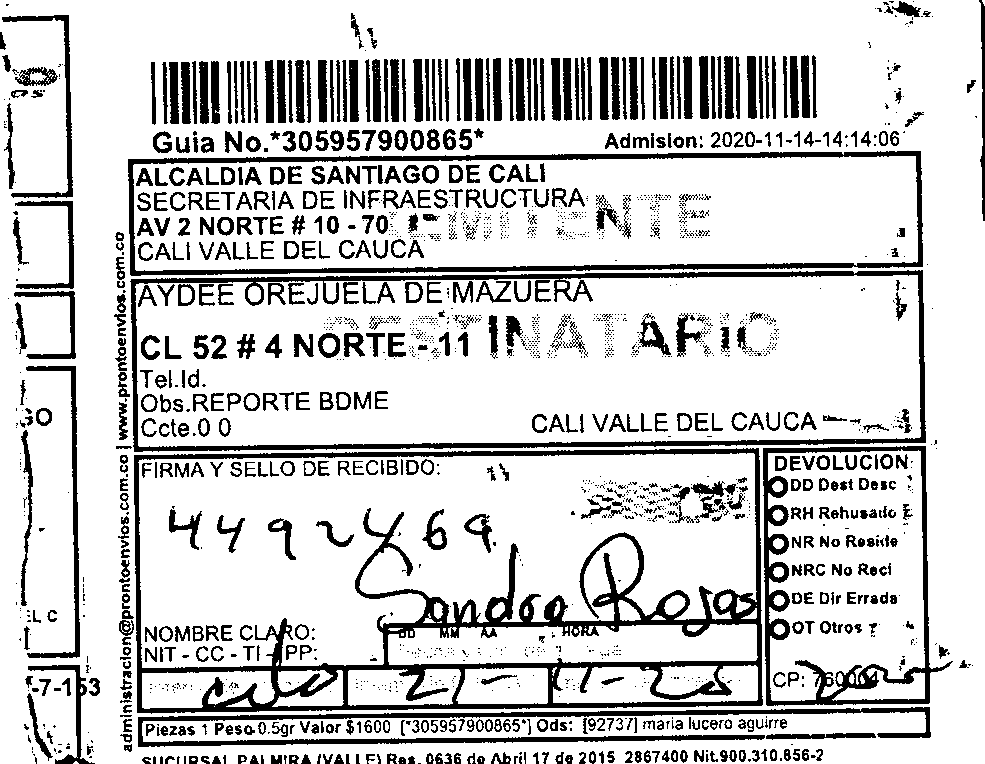 Guia No.*305957900865*
Admision: 2020-11-14-14:14:06
ALCALDIA DE SANTIAGO DE CALI
SECRETARIA DE INFRAESTRUCTURA
AV 2 NORTE # 10 - 70
REMITENTE
CALI VALLE DEL CAUCA
AYDEE OREJUELA DE MAZUERA
DESTINATARIO
CL 52 # 4 NORTE - 11
Tel.Id.
Obs.REPORTE BDME
Ccte.0 0
CALI VALLE DEL CAUCA
administracion@prontoenvios.com.co | www.prontoenvios.com.co
FIRMA Y SELLO DE RECIBIDO:
4492469
Sandra Rojas
NOMBRE CLARO:
NIT - CC - TI - PP:
DD MM AA HORA
21-11-20
DEVOLUCION
DD Dest Desc
RH Rehusado
NR No Reside
NRC No Reci
DE Dir Errada
OT Otros
CP: 760004
Piezas 1 Peso 0.5gr Valor $1600 [*305957900865*] Ods: [92737] maria lucero aguirre
SUCURSAL PALMIRA (VALLE) Res. 0636 de Abril 17 de 2015 2867400 Nit.900.310.856-2
GO
EL C
-7-153